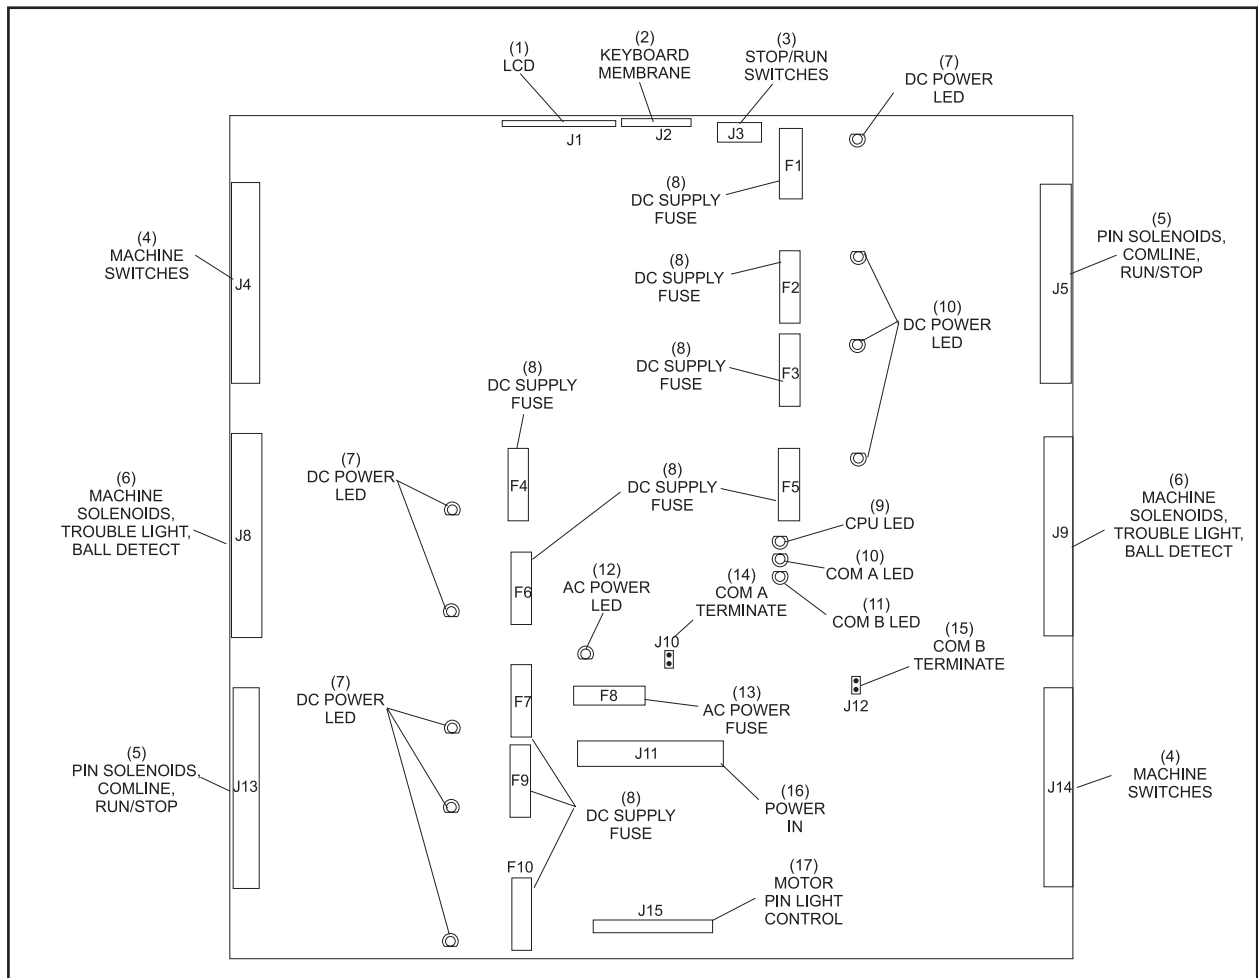 (1)
LCD
(2)
KEYBOARD
MEMBRANE
(3)
STOP/RUN
SWITCHES
(7)
DC POWER
LED
J1
J2
J3
F1
(8)
DC SUPPLY
FUSE
(4)
MACHINE
SWITCHES
J4
(8)
DC SUPPLY
FUSE
F2
(5)
PIN SOLENOIDS,
COMLINE,
RUN/STOP
J5
(10)
DC POWER
LED
(8)
DC SUPPLY
FUSE
F3
(8)
DC SUPPLY
FUSE
F4
(7)
DC POWER
LED
(8)
DC SUPPLY
FUSE
F5
(6)
MACHINE
SOLENOIDS,
TROUBLE LIGHT,
BALL DETECT
J8
(9)
CPU LED
(10)
COM A LED
(11)
COM B LED
J9
(6)
MACHINE
SOLENOIDS,
TROUBLE LIGHT,
BALL DETECT
F6
(12)
AC POWER
LED
(14)
COM A
TERMINATE
J10
(15)
COM B
TERMINATE
J12
(7)
DC POWER
LED
F7
F8
(13)
AC POWER
FUSE
(5)
PIN SOLENOIDS,
COMLINE,
RUN/STOP
J13
F9
J11
(8)
DC SUPPLY
FUSE
(16)
POWER
IN
J14
(4)
MACHINE
SWITCHES
F10
J15
(17)
MOTOR
PIN LIGHT
CONTROL